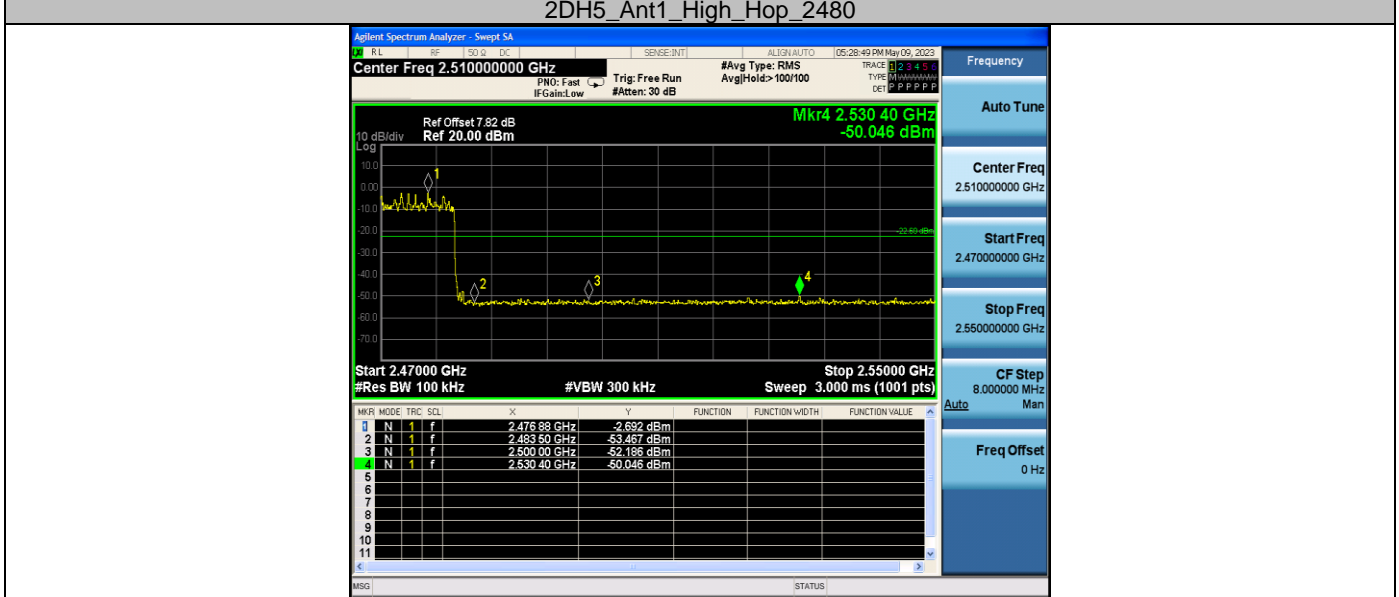 2DH5_Ant1_High_Hop_2480
Agilent Spectrum Analyzer - Swept SA
RL RF 50 Ω DC SENSE:INT ALIGN AUTO 05:28:49 PM May 09, 2023
Center Freq 2.510000000 GHz
PNO: Fast
IFGain:Low
Trig: Free Run
#Atten: 30 dB
#Avg Type: RMS
Avg|Hold:>100/100
TRACE 1 2 3 4 5 6
TYPE M
DET P P P P P P
Ref Offset 7.82 dB
10 dB/div Ref 20.00 dBm
Log
Mkr4 2.530 40 GHz
-50.046 dBm
10.0
0.00
-10.0
-20.0
-30.0
-40.0
-50.0
-60.0
-70.0
1
2
3
4
Start 2.47000 GHz Stop 2.55000 GHz
#Res BW 100 kHz #VBW 300 kHz Sweep 3.000 ms (1001 pts)
MKR MODE TRC SCL X Y FUNCTION FUNCTION WIDTH FUNCTION VALUE
1 N 1 f 2.476 88 GHz -2.692 dBm
2 N 1 f 2.483 50 GHz -53.467 dBm
3 N 1 f 2.500 00 GHz -52.186 dBm
4 N 1 f 2.530 40 GHz -50.046 dBm
5
6
7
8
9
10
11
MSG STATUS
Frequency
Auto Tune
Center Freq
2.510000000 GHz
Start Freq
2.470000000 GHz
Stop Freq
2.550000000 GHz
CF Step
8.000000 MHz
Auto Man
Freq Offset
0 Hz